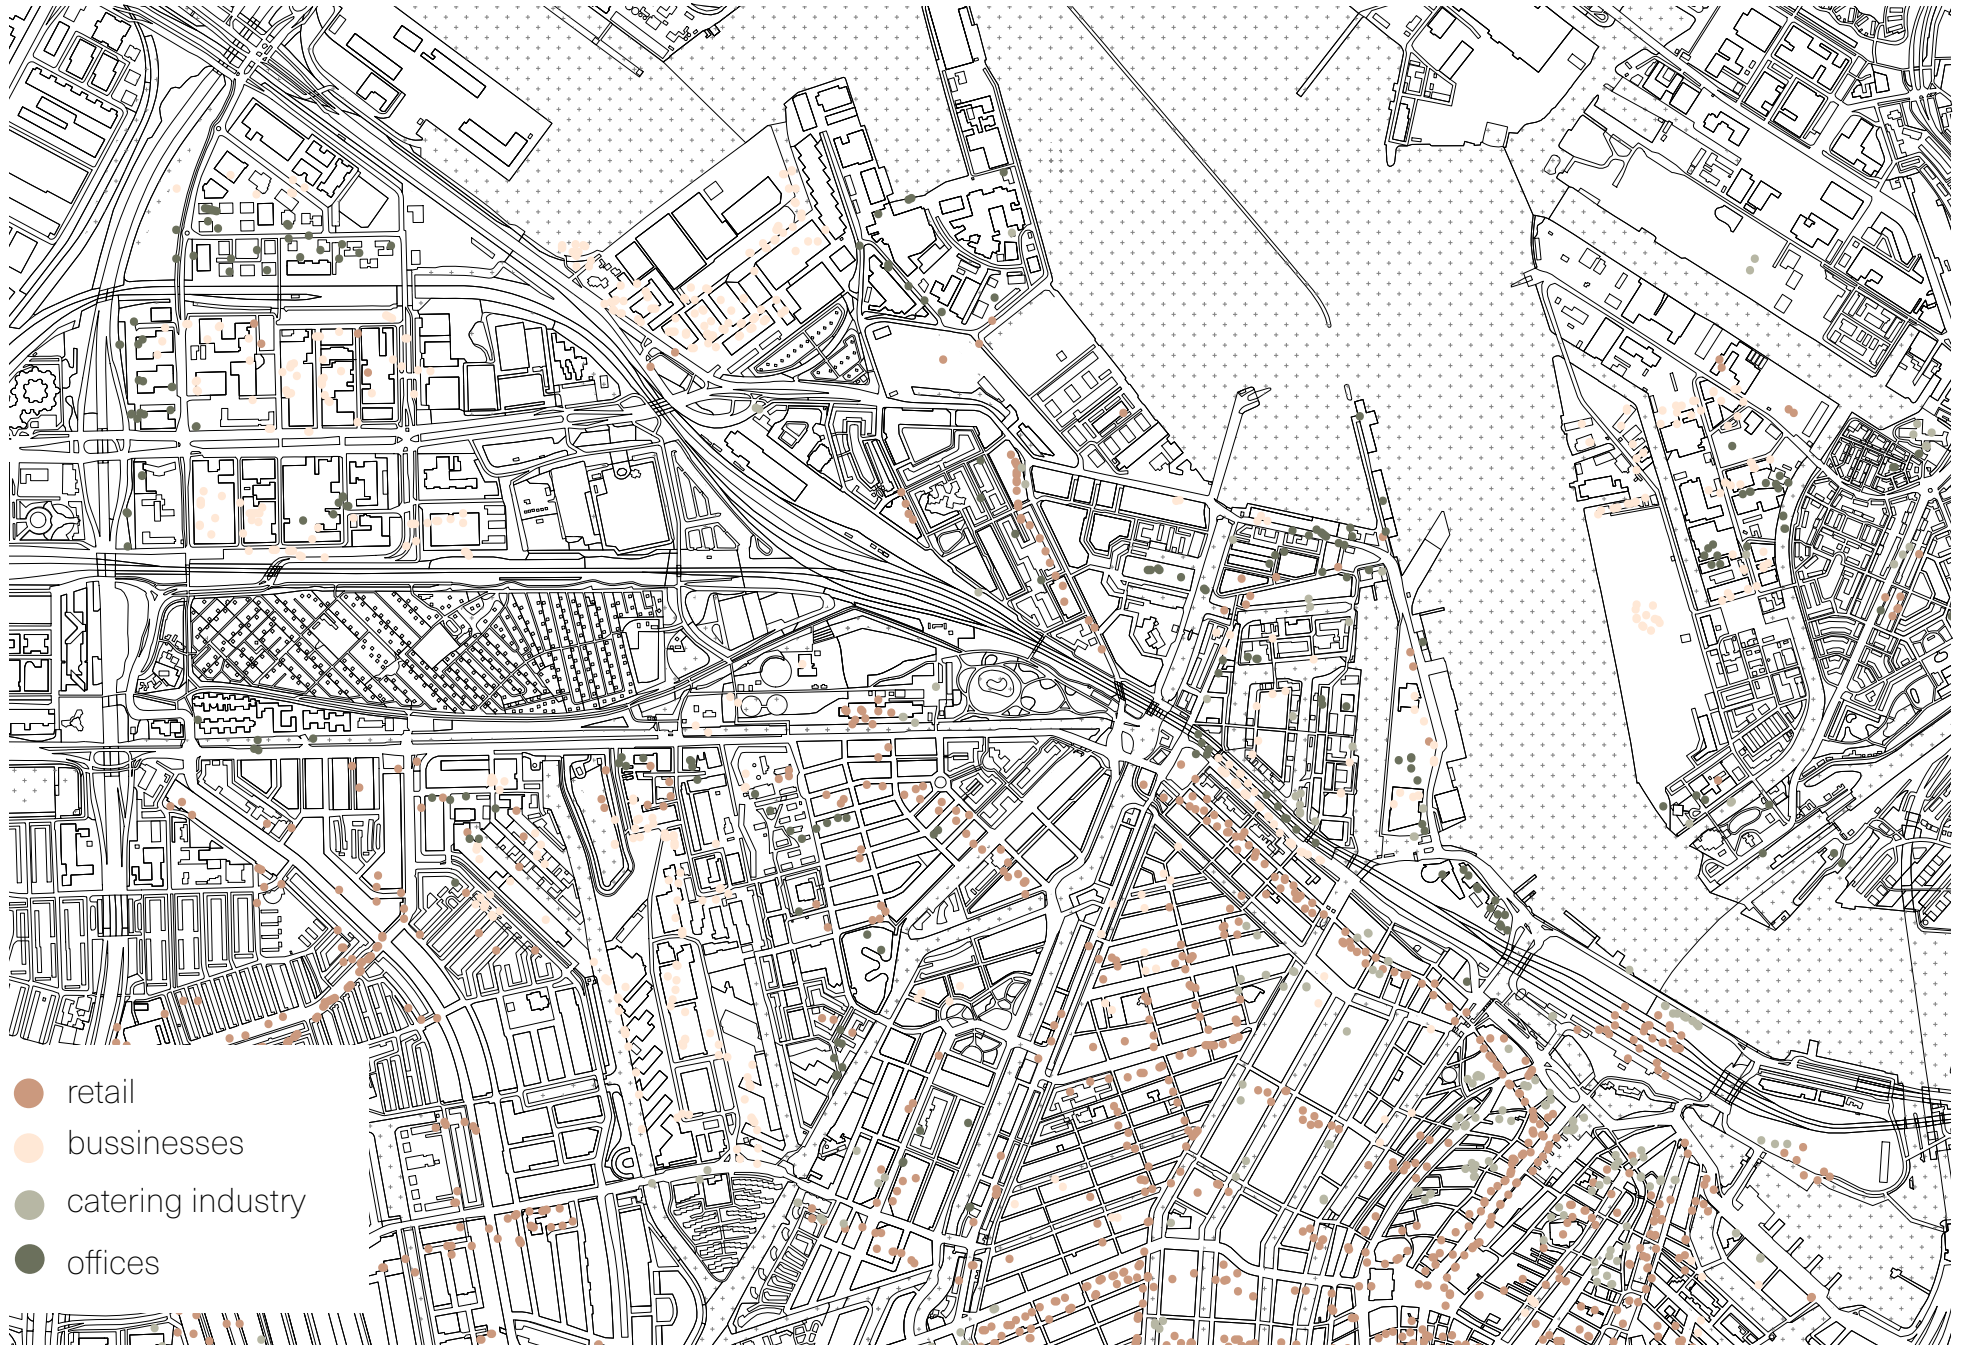 retail
bussinesses
catering industry
offices